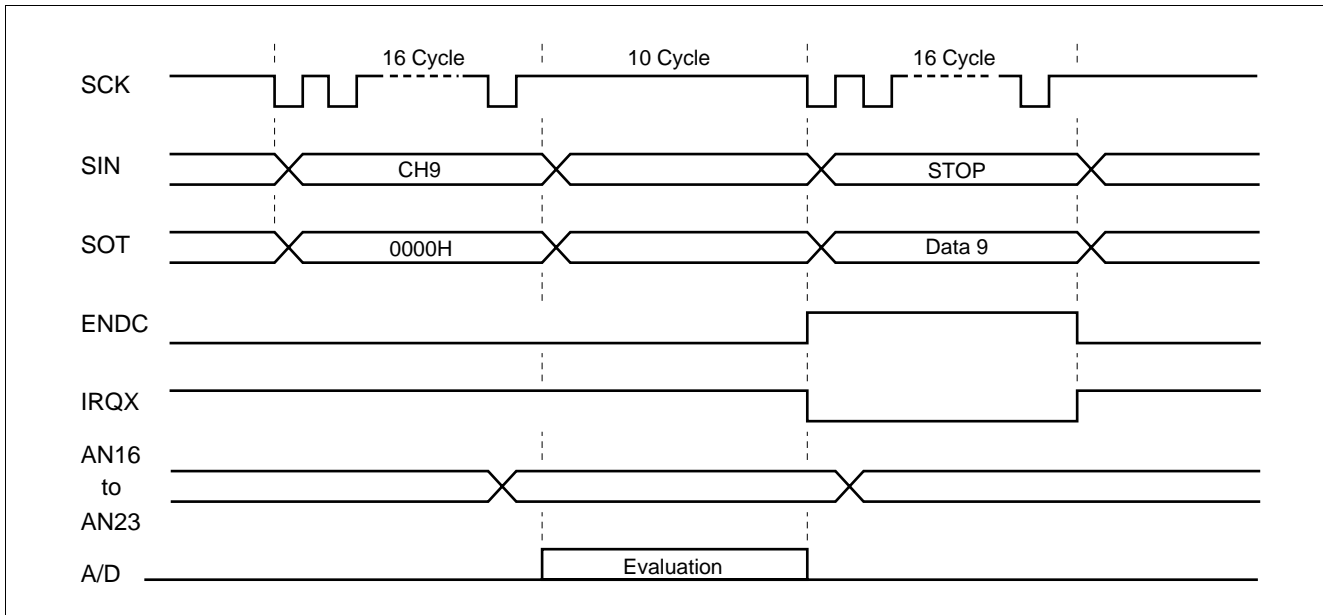 16 Cycle 10 Cycle 16 Cycle
SCK
SIN CH9 STOP
SOT 0000H Data 9
ENDC
IRQX
AN16
to
AN23
A/D Evaluation